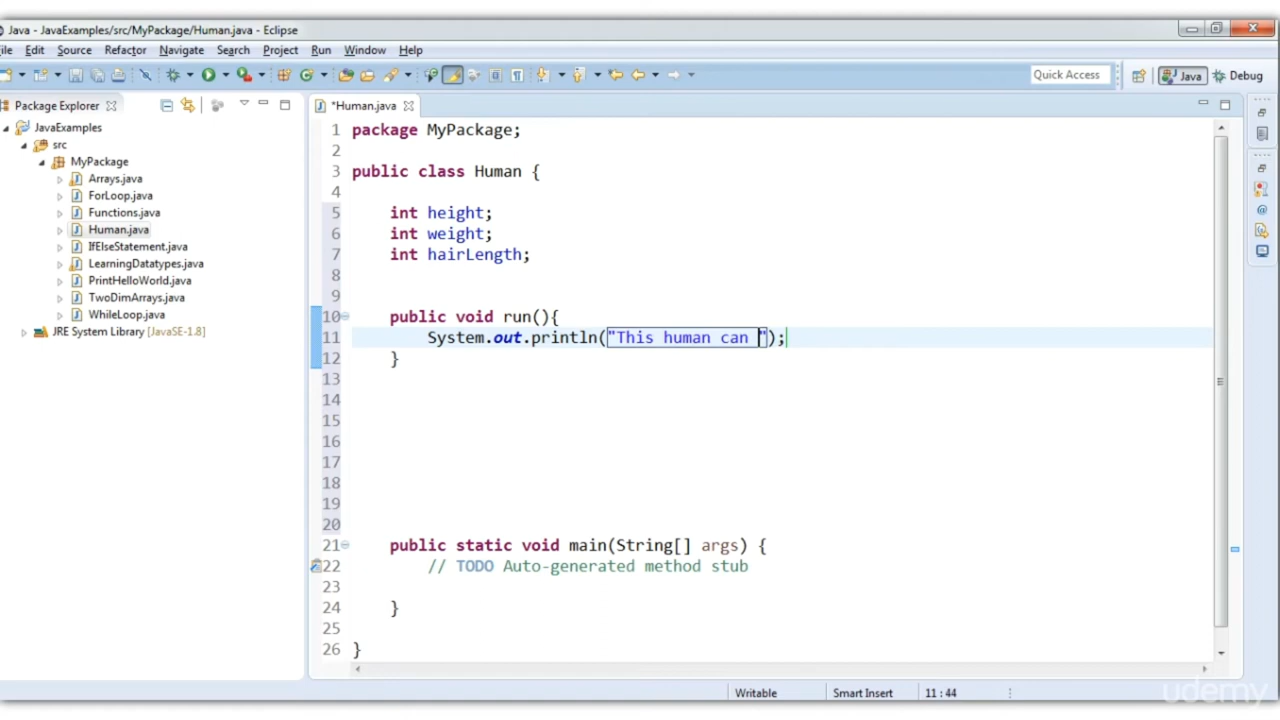 Java - JavaExamples/src/MyPackage/Human.java - Eclipse
ile Edit Source Refactor Navigate Search Project Run Window Help
Quick Access Java Debug
Package Explorer
JavaExamples
src
MyPackage
Arrays.java
ForLoop.java
Functions.java
Human.java
IfElseStatement.java
LearningDatatypes.java
PrintHelloWorld.java
TwoDimArrays.java
WhileLoop.java
JRE System Library [JavaSE-1.8]
*Human.java
1 package MyPackage;
2
3 public class Human {
4
5 int height;
6 int weight;
7 int hairLength;
8
9
10 public void run(){
11 System.out.println("This human can ");
12 }
13
14
15
16
17
18
19
20
21 public static void main(String[] args) {
22 // TODO Auto-generated method stub
23
24 }
25
26 }
Writable Smart Insert 11 : 44
udemy